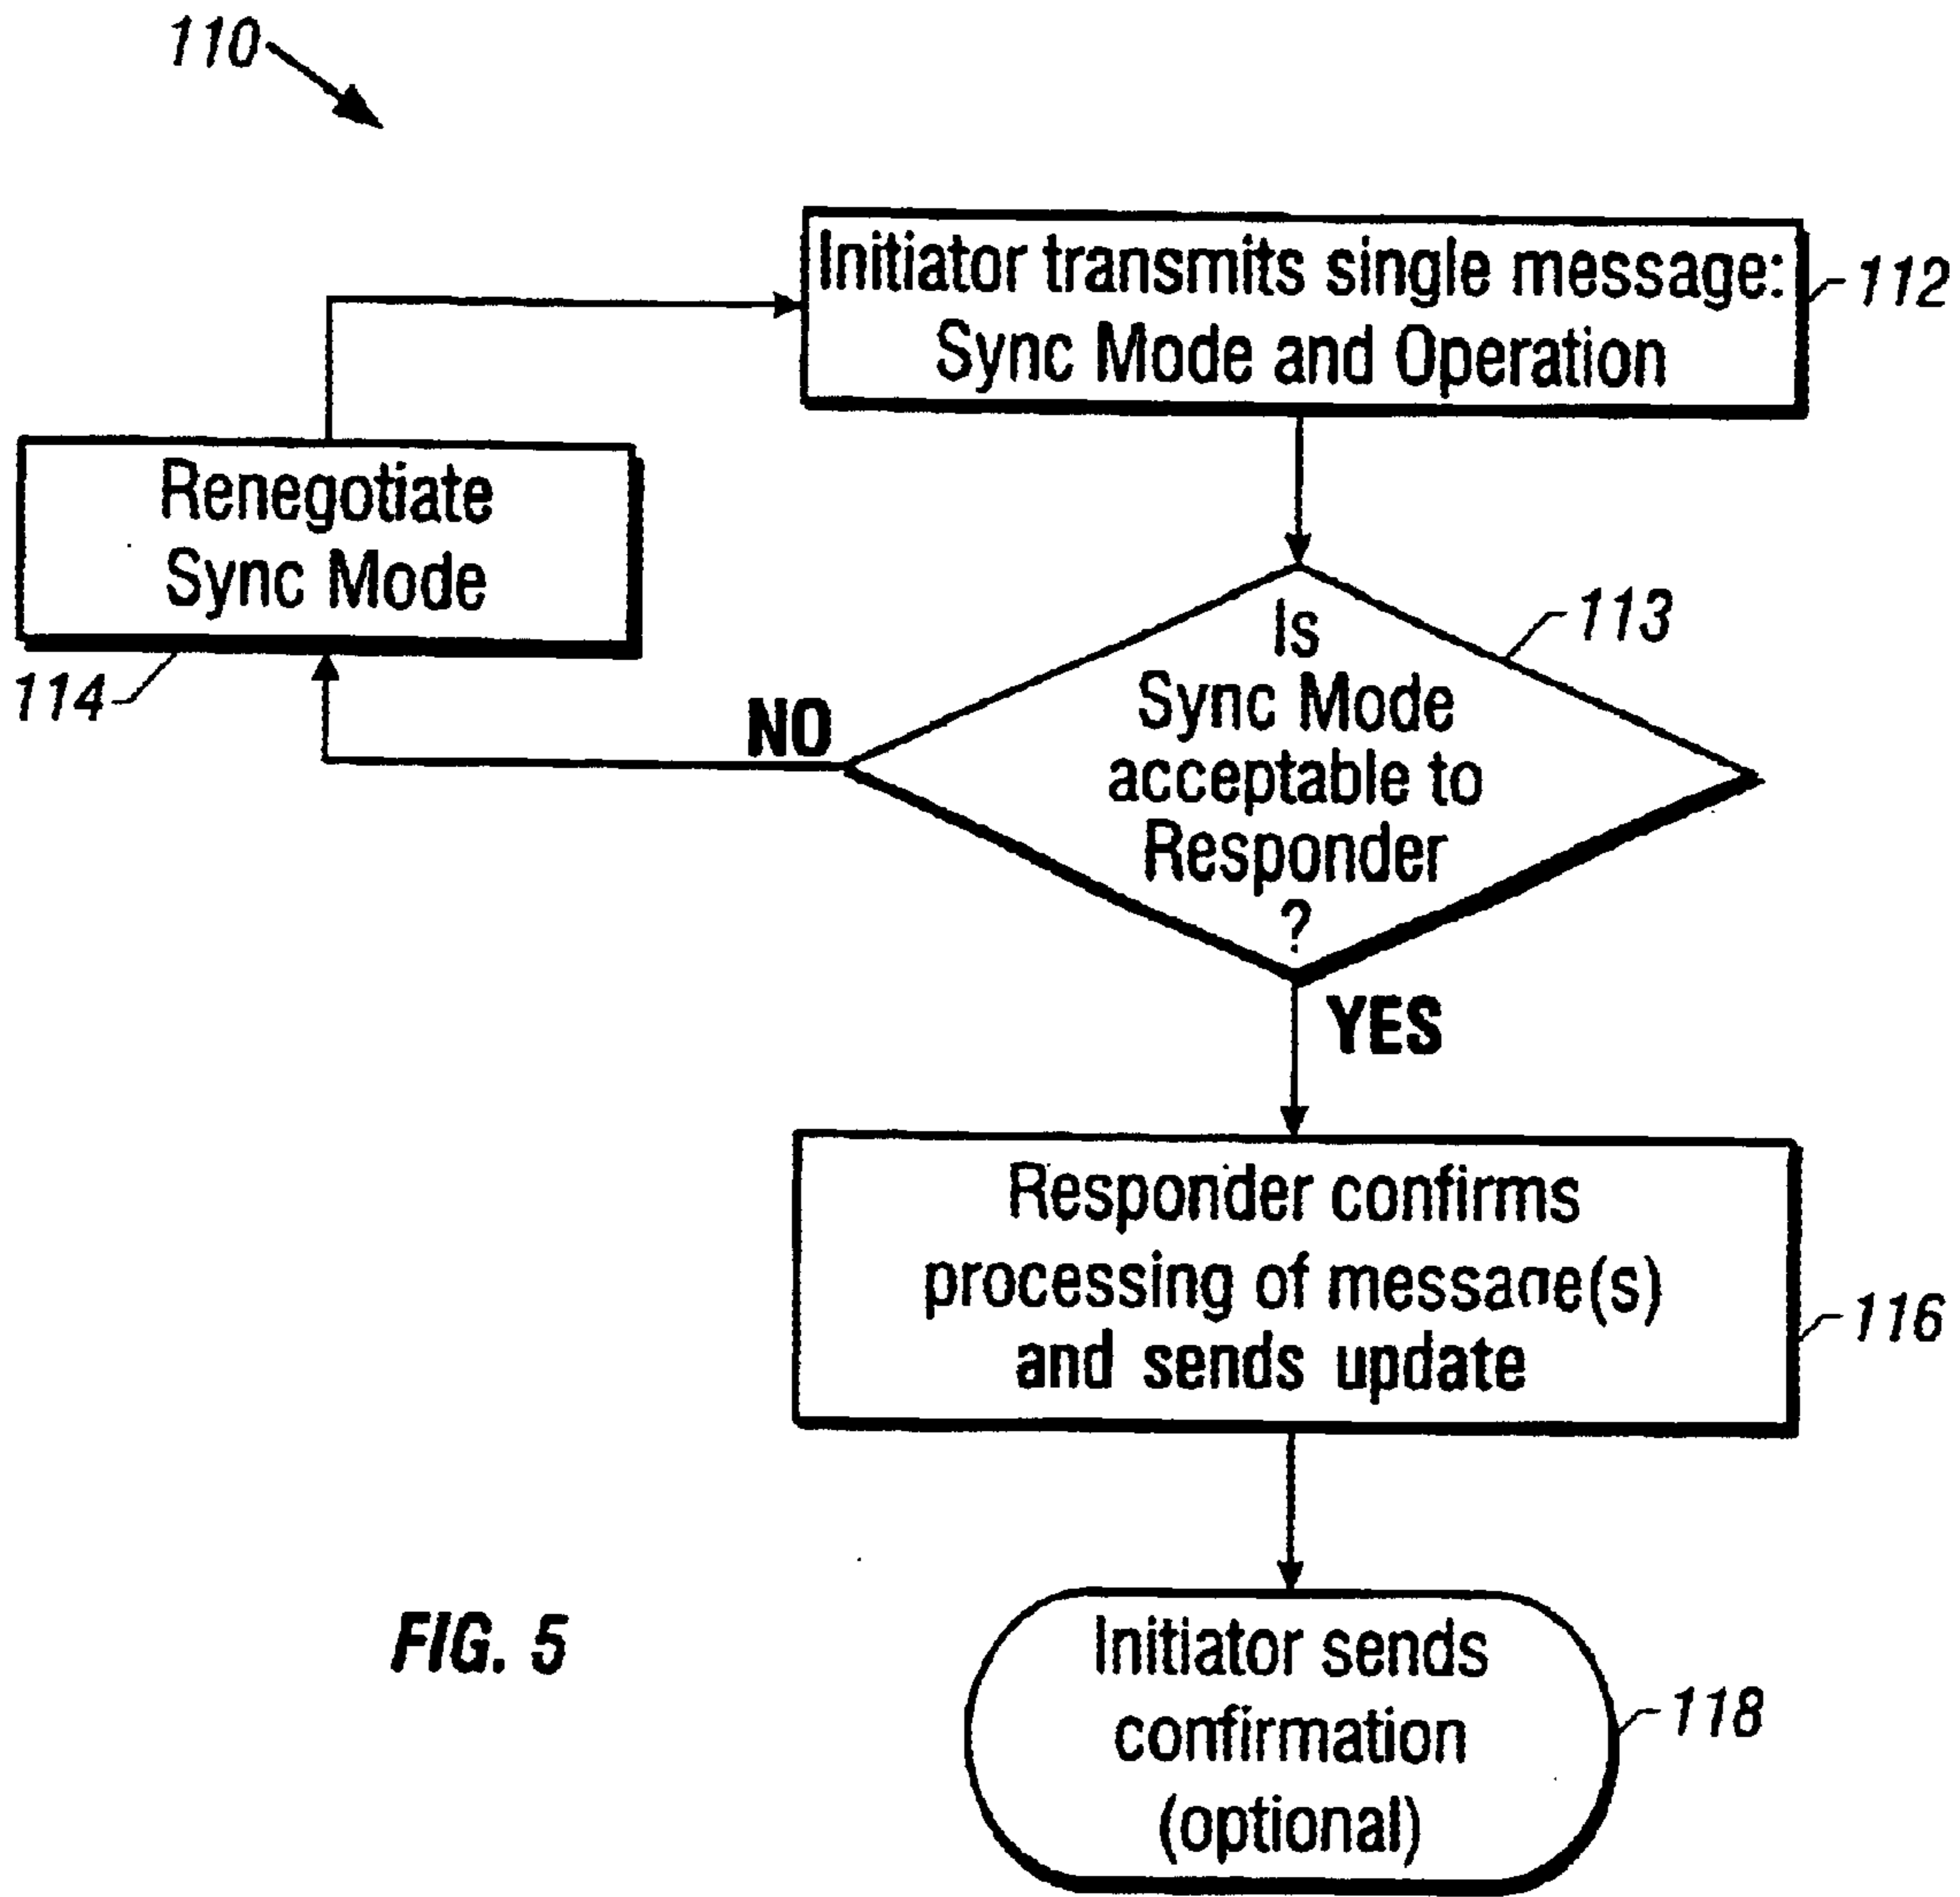 110
Initiator transmits single message:
Sync Mode and Operation
112
Renegotiate
Sync Mode
114
Is
Sync Mode
acceptable to
Responder
?
113
NO
YES
Responder confirms
processing of messane(s)
and sends update
116
Initiator sends
confirmation
(optional)
118
FIG. 5